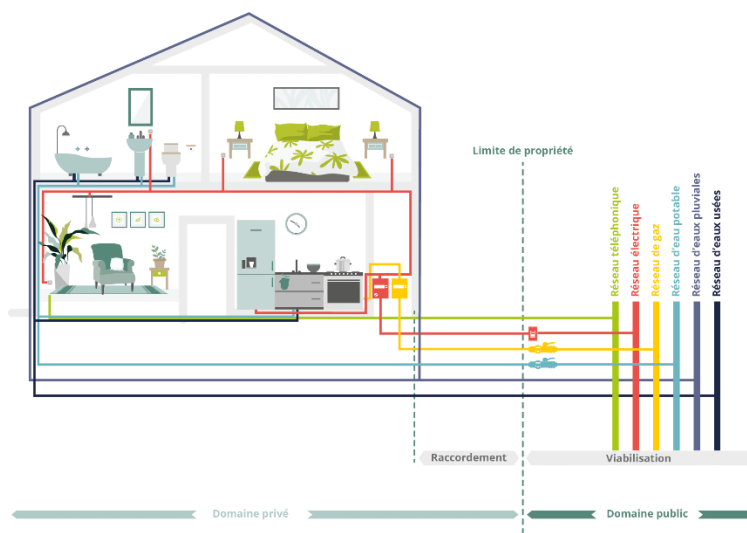 Limite de propriété
Réseau téléphonique
Réseau électrique
Réseau de gaz
Réseau d'eau potable
Réseau d'eaux pluviales
Réseau d'eaux usées
Raccordement
Viabilisation
Domaine privé
Domaine public